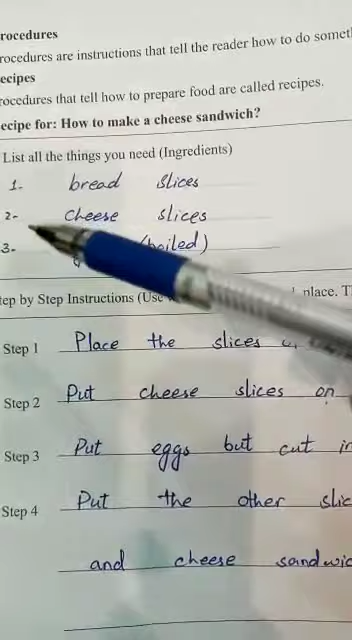 rocedures
rocedures are instructions that tell the reader how to do somet
ecipes
rocedures that tell how to prepare food are called recipes.
ecipe for: How to make a cheese sandwich?
List all the things you need (Ingredients)
1- bread slices
2- cheese slices
3- (boiled)
tep by Step Instructions (Use place. T
Step 1 Place the slices
Step 2 Put cheese slices on
Step 3 Put eggs but cut in
Step 4 Put the other slic
and cheese sandwic